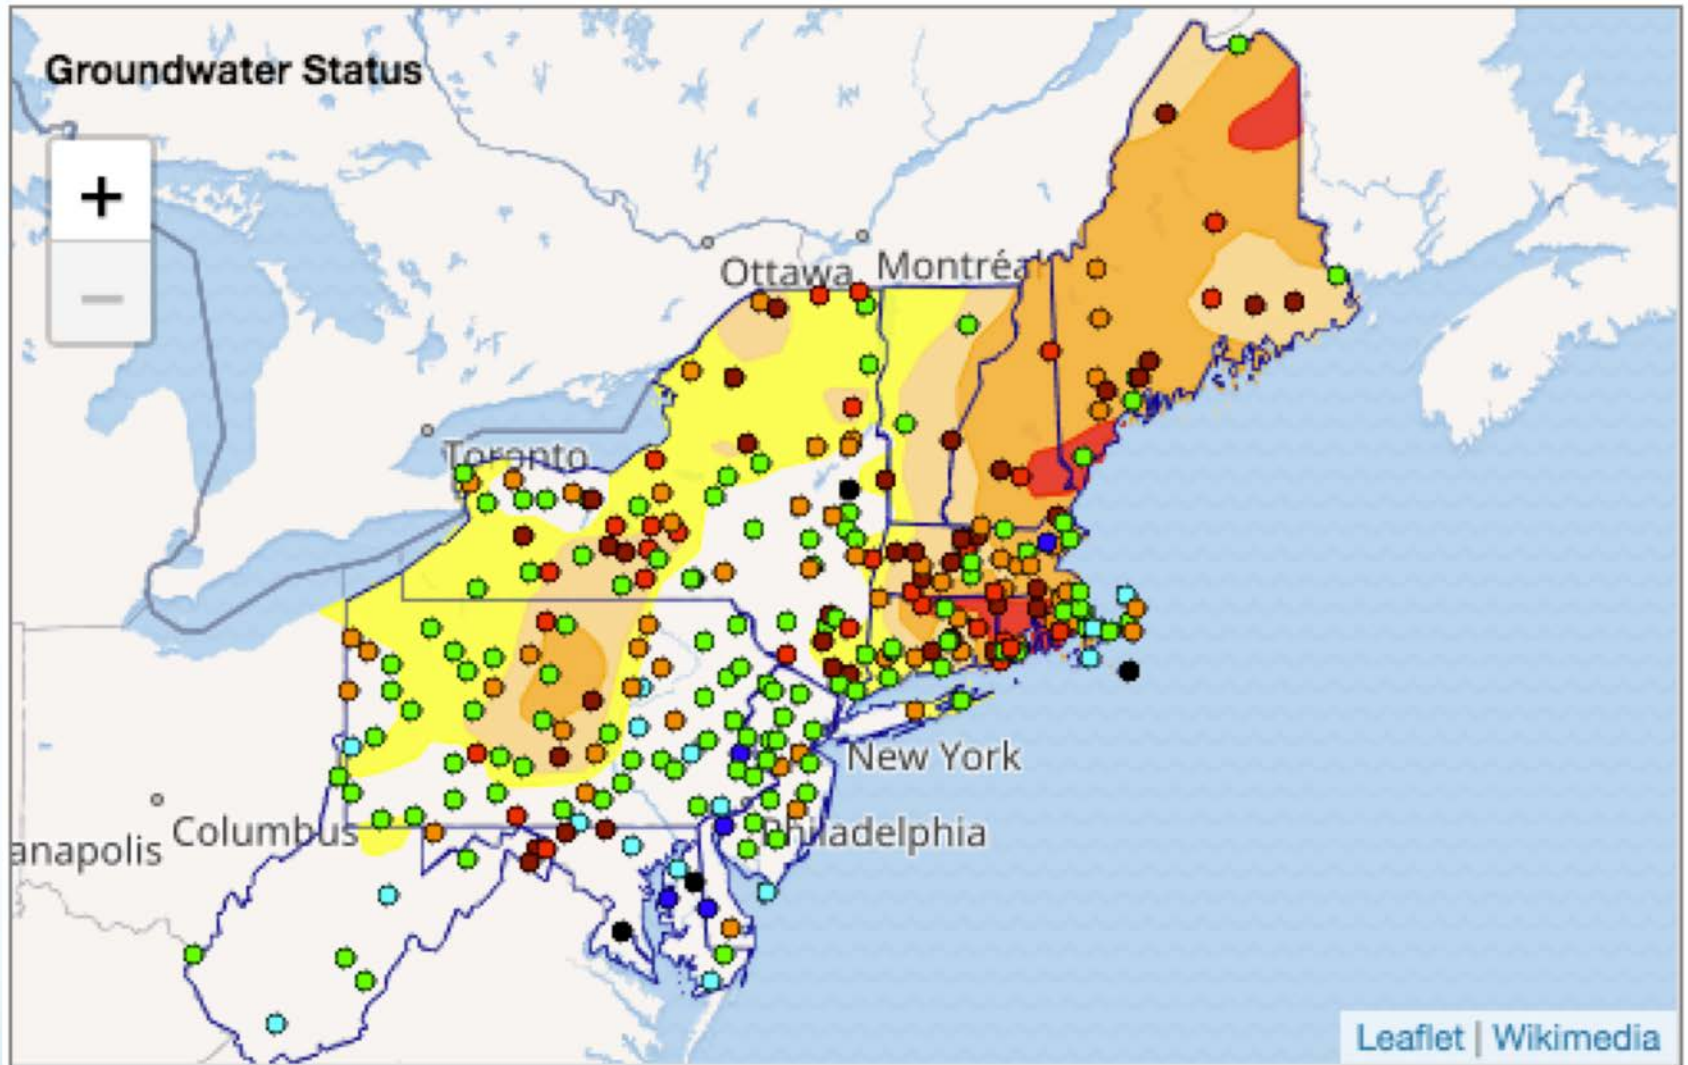 Groundwater Status
+
−
Ottawa
Montréal
Toronto
New York
Columbus
Philadelphia
anapolis
Leaflet | Wikimedia